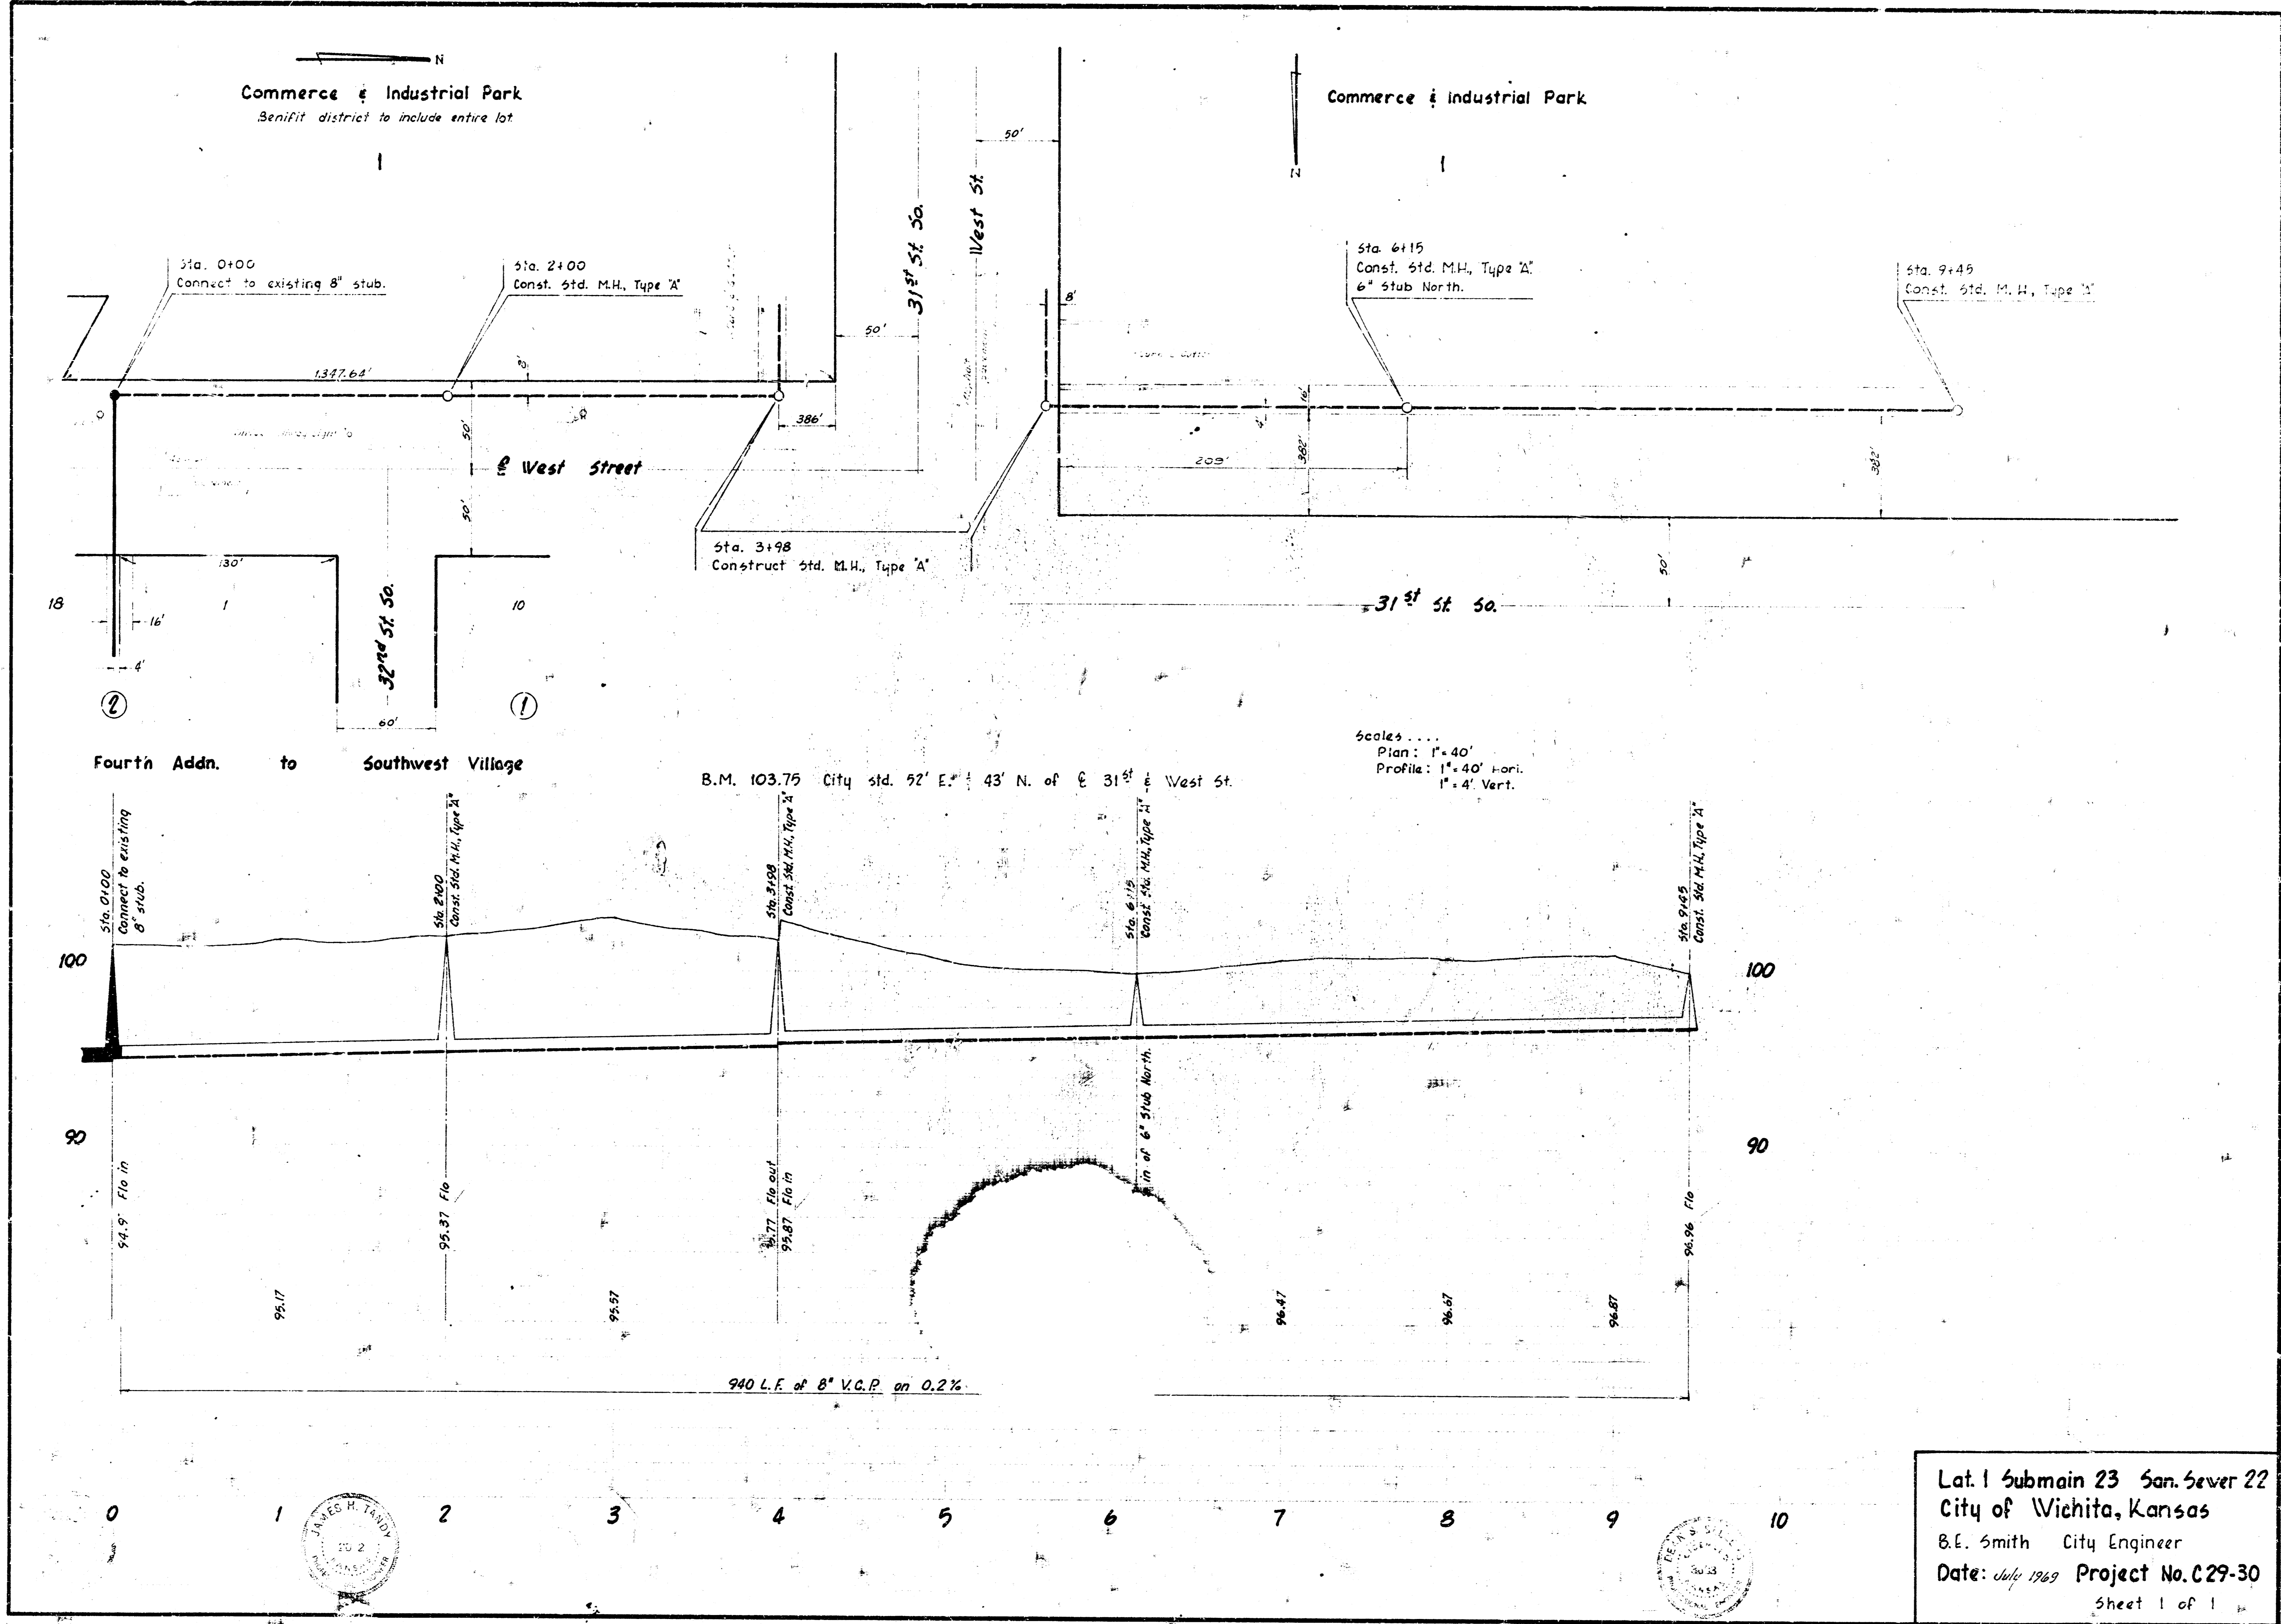 N
Commerce & Industrial Park
Benifit district to include entire lot.
1
Sta. 0+00
Connect to existing 8" stub.
Sta. 2+00
Const. Std. M.H., Type "A"
1347.64'
8'
50'
386'
50'
50'
℄ West Street
31st St. So.
West St.
50'
8'
N
Commerce & Industrial Park
1
Sta. 6+15
Const. Std. M.H., Type "A".
6" Stub North.
Sta. 9+45
Const. Std. M.H., Type "A"
16'
382'
209'
382'
50'
31st St. So.
Sta. 3+98
Construct Std. M.H., Type "A"
130'
18
1
16'
4'
32nd St. So.
10
60'
2
1
Fourth Addn. to Southwest Village
B.M. 103.75 City std. 52' E. & 43' N. of ℄ 31st & West St.
Scales ....
Plan: 1"=40'
Profile: 1"=40' Hori.
1"=4' Vert.
Sta. 0+00
Connect to existing
8" stub.
Sta. 2+00
Const. Std. M.H., Type "A"
Sta. 3+98
Const. Std. M.H., Type "A"
Sta. 6+15
Const. Std. M.H., Type "A"
Sta. 9+45
Const. Std. M.H., Type "A"
100
100
90
90
94.9 Flo in
95.37 Flo
.77 Flo out
95.87 Flo in
in of 6" Stub North.
96.96 Flo
95.17
95.57
96.47
96.67
96.87
940 L.F. of 8" V.C.P. on 0.2%
0 1 2 3 4 5 6 7 8 9 10
JAMES H. TANDY
KANSAS
Lat. 1 Submain 23 San. Sewer 22
City of Wichita, Kansas
B.E. Smith City Engineer
Date: July 1969 Project No. C29-30
Sheet 1 of 1